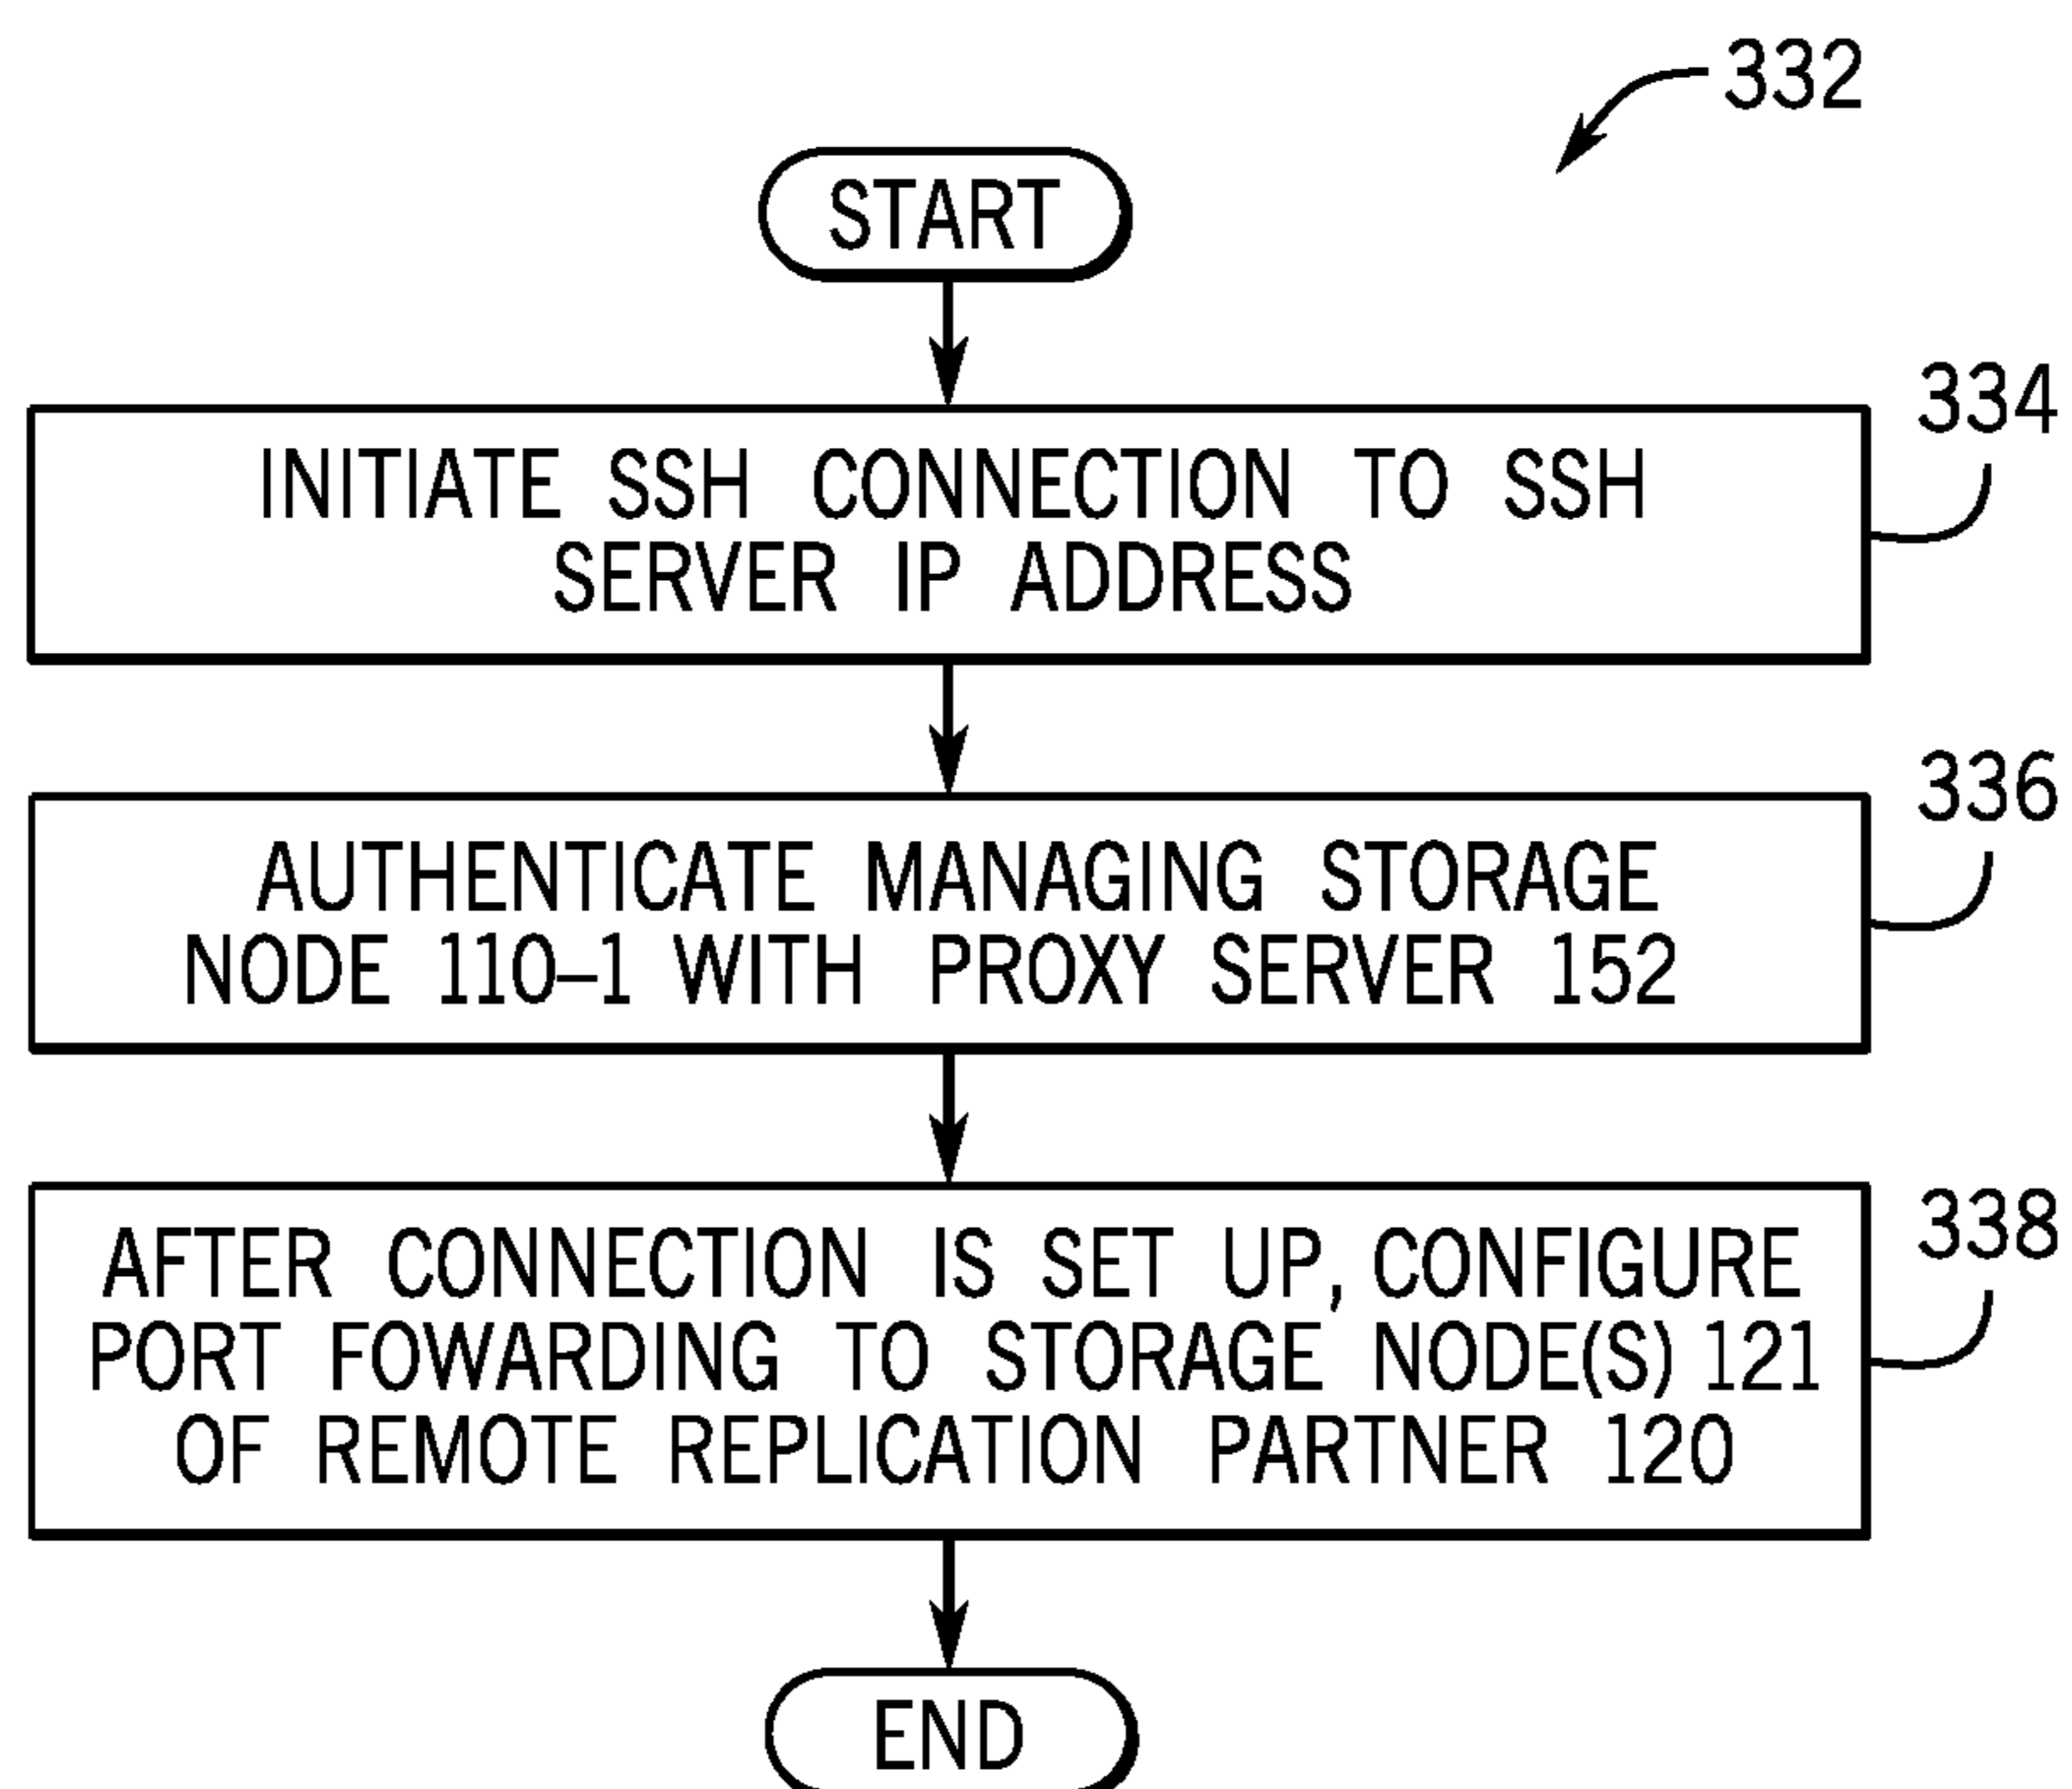 332
START
334
INITIATE SSH CONNECTION TO SSH
SERVER IP ADDRESS
336
AUTHENTICATE MANAGING STORAGE
NODE 110–1 WITH PROXY SERVER 152
338
AFTER CONNECTION IS SET UP, CONFIGURE
PORT FOWARDING TO STORAGE NODE(S) 121
OF REMOTE REPLICATION PARTNER 120
END